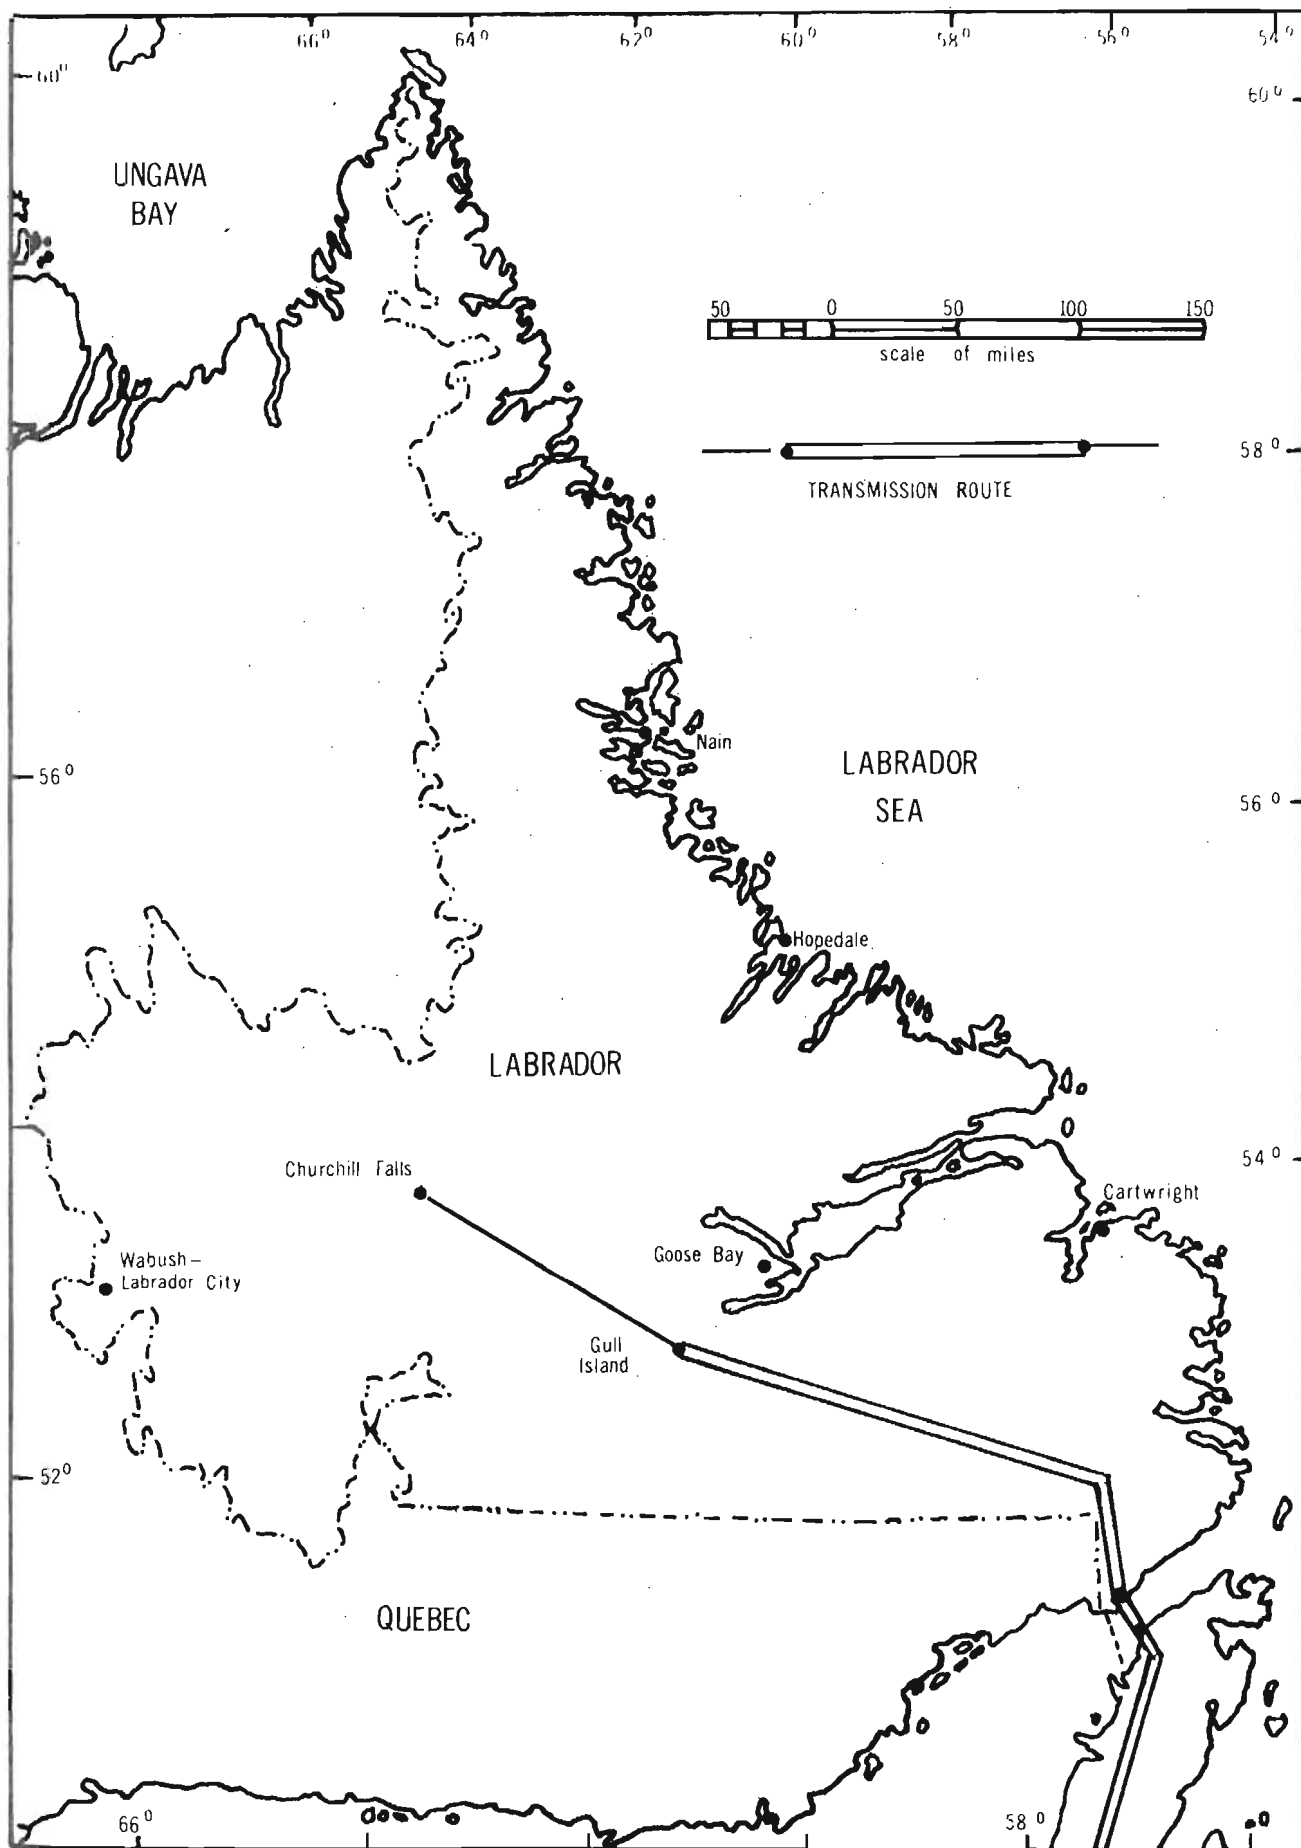 66° 64° 62° 60° 58° 56° 54°
60° 60°
UNGAVA
BAY
50 0 50 100 150
scale of miles
58°
TRANSMISSION ROUTE
Nain
LABRADOR
SEA
56° 56°
Hopedale
LABRADOR
54°
Churchill Falls
Cartwright
Goose Bay
Wabush–
Labrador City
Gull
Island
52°
QUEBEC
66° 58°